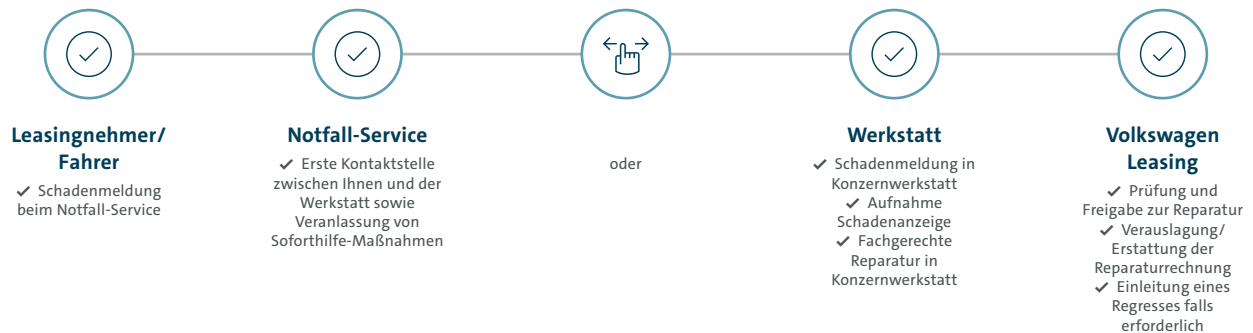 Leasingnehmer/
Fahrer
✓ Schadenmeldung
beim Notfall-Service
Notfall-Service
✓ Erste Kontaktstelle
zwischen Ihnen und der
Werkstatt sowie
Veranlassung von
Soforthilfe-Maßnahmen
oder
Werkstatt
✓ Schadenmeldung in
Konzernwerkstatt
✓ Aufnahme
Schadenanzeige
✓ Fachgerechte
Reparatur in
Konzernwerkstatt
Volkswagen
Leasing
✓ Prüfung und
Freigabe zur Reparatur
✓ Verauslagung/
Erstattung der
Reparaturrechnung
✓ Einleitung eines
Regresses falls
erforderlich